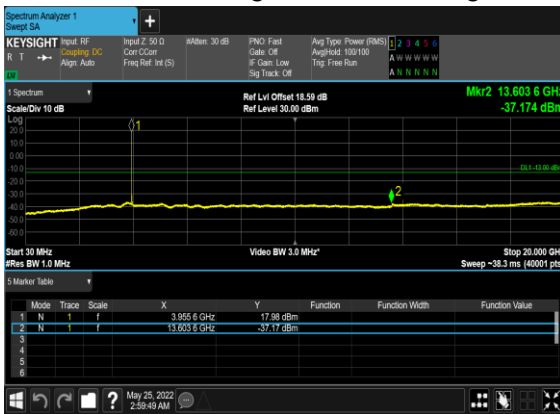 Spectrum Analyzer 1
Swept SA
+
KEYSIGHT
R T
LV
Input: RF
Coupling: DC
Align: Auto
Input Z: 50 Ω
Corr CCorr
Freq Ref: Int (S)
#Atten: 30 dB
PNO: Fast
Gate: Off
IF Gain: Low
Sig Track: Off
Avg Type: Power (RMS)
Avg|Hold: 100/100
Trig: Free Run
1 2 3 4 5 6
A W W W W W
A N N N N N
1 Spectrum
Scale/Div 10 dB
Ref Lvl Offset 18.59 dB
Ref Level 30.00 dBm
Mkr2 13.603 6 GHz
-37.174 dBm
Log
20.0
10.0
0.00
-10.0
-20.0
-30.0
-40.0
-50.0
-60.0
1
2
DL1 -13.00 dBm
Start 30 MHz
#Res BW 1.0 MHz
Video BW 3.0 MHz*
Stop 20.000 GH
Sweep ~38.3 ms (40001 pts
5 Marker Table
Mode Trace Scale X Y Function Function Width Function Value
1 N 1 f 3.955 6 GHz 17.98 dBm
2 N 1 f 13.603 6 GHz -37.17 dBm
3
4
5
6
?
May 25, 2022
2:59:49 AM